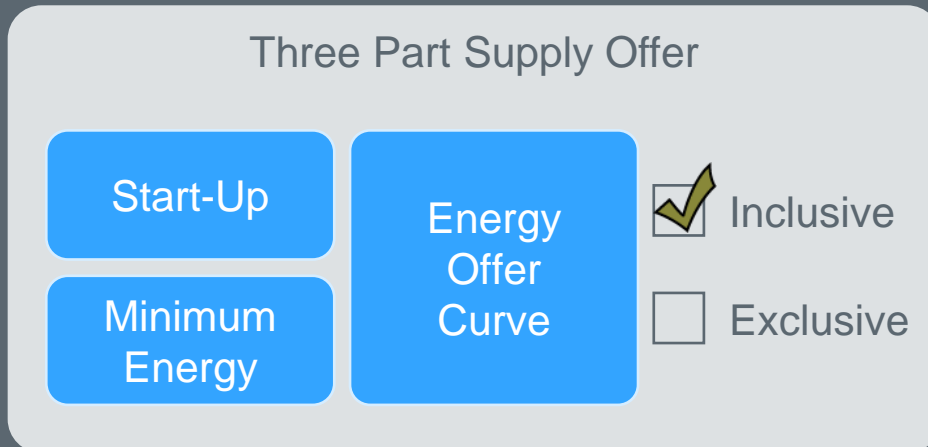 Three Part Supply Offer
Start-Up
Minimum
Energy
Energy
Offer
Curve
Inclusive
Exclusive